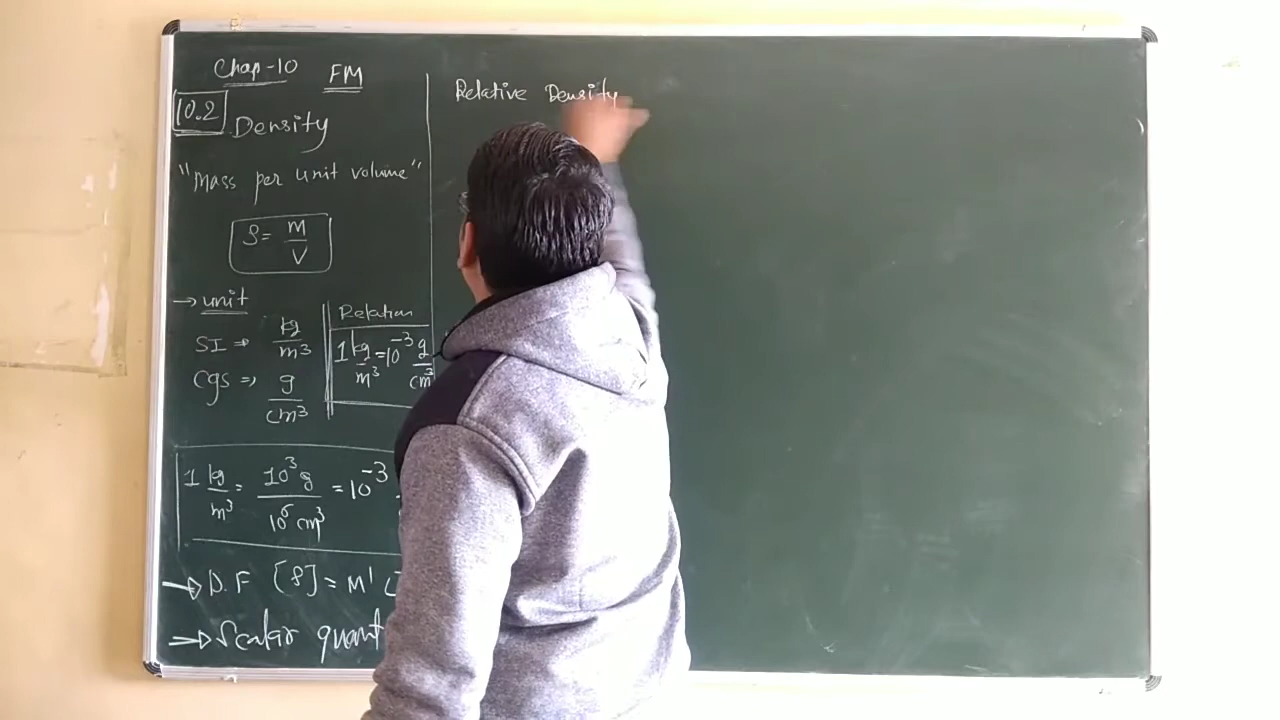 Chap-10 FM
10.2 Density
"Mass per unit volume"
ρ = M/V
→ unit
SI ⇒ kg/m³
cgs ⇒ g/cm³
Relation
1 kg/m³ = 10⁻³ g/cm³
1 kg/m³ = 10³ g / 10⁶ cm³ = 10⁻³
→ D.F [ρ] = M¹
→ Scalar quant
Relative Density